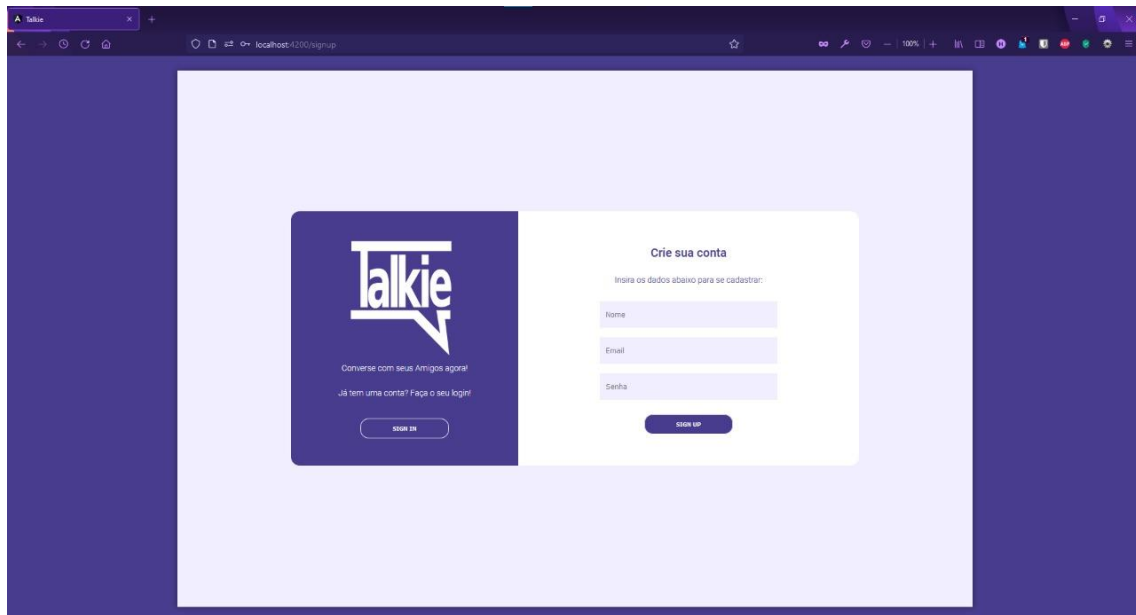 Talkie
localhost:4200/signup
100%
Talkie
Converse com seus Amigos agora!
Já tem uma conta? Faça o seu login!
SIGN IN
Crie sua conta
Insira os dados abaixo para se cadastrar:
Nome
Email
Senha
SIGN UP